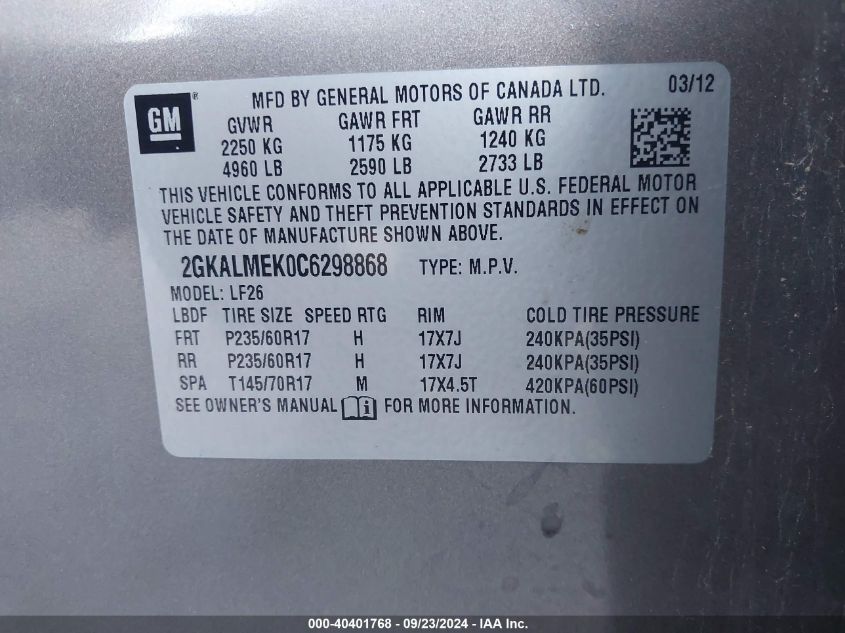 GM ® MFD BY GENERAL MOTORS OF CANADA LTD. 03/12
GVWR GAWR FRT GAWR RR
2250 KG 1175 KG 1240 KG
4960 LB 2590 LB 2733 LB
THIS VEHICLE CONFORMS TO ALL APPLICABLE U.S. FEDERAL MOTOR
VEHICLE SAFETY AND THEFT PREVENTION STANDARDS IN EFFECT ON
THE DATE OF MANUFACTURE SHOWN ABOVE.
2GKALMEK0C6298868 TYPE: M.P.V.
MODEL: LF26
LBDF TIRE SIZE SPEED RTG RIM COLD TIRE PRESSURE
FRT P235/60R17 H 17X7J 240KPA(35PSI)
RR P235/60R17 H 17X7J 240KPA(35PSI)
SPA T145/70R17 M 17X4.5T 420KPA(60PSI)
SEE OWNER'S MANUAL i FOR MORE INFORMATION.
000-40401768 - 09/23/2024 - IAA Inc.